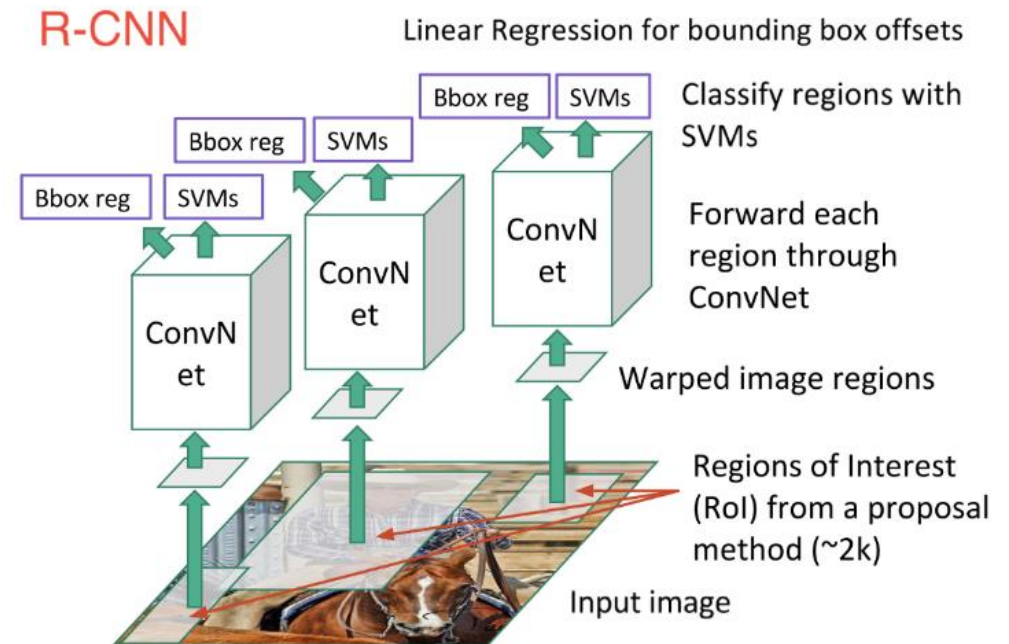 R-CNN
Linear Regression for bounding box offsets
Bbox reg
SVMs
Classify regions with
SVMs
Bbox reg
SVMs
Bbox reg
SVMs
ConvN
et
Forward each
region through
ConvNet
ConvN
et
ConvN
et
Warped image regions
Regions of Interest
(RoI) from a proposal
method (~2k)
Input image